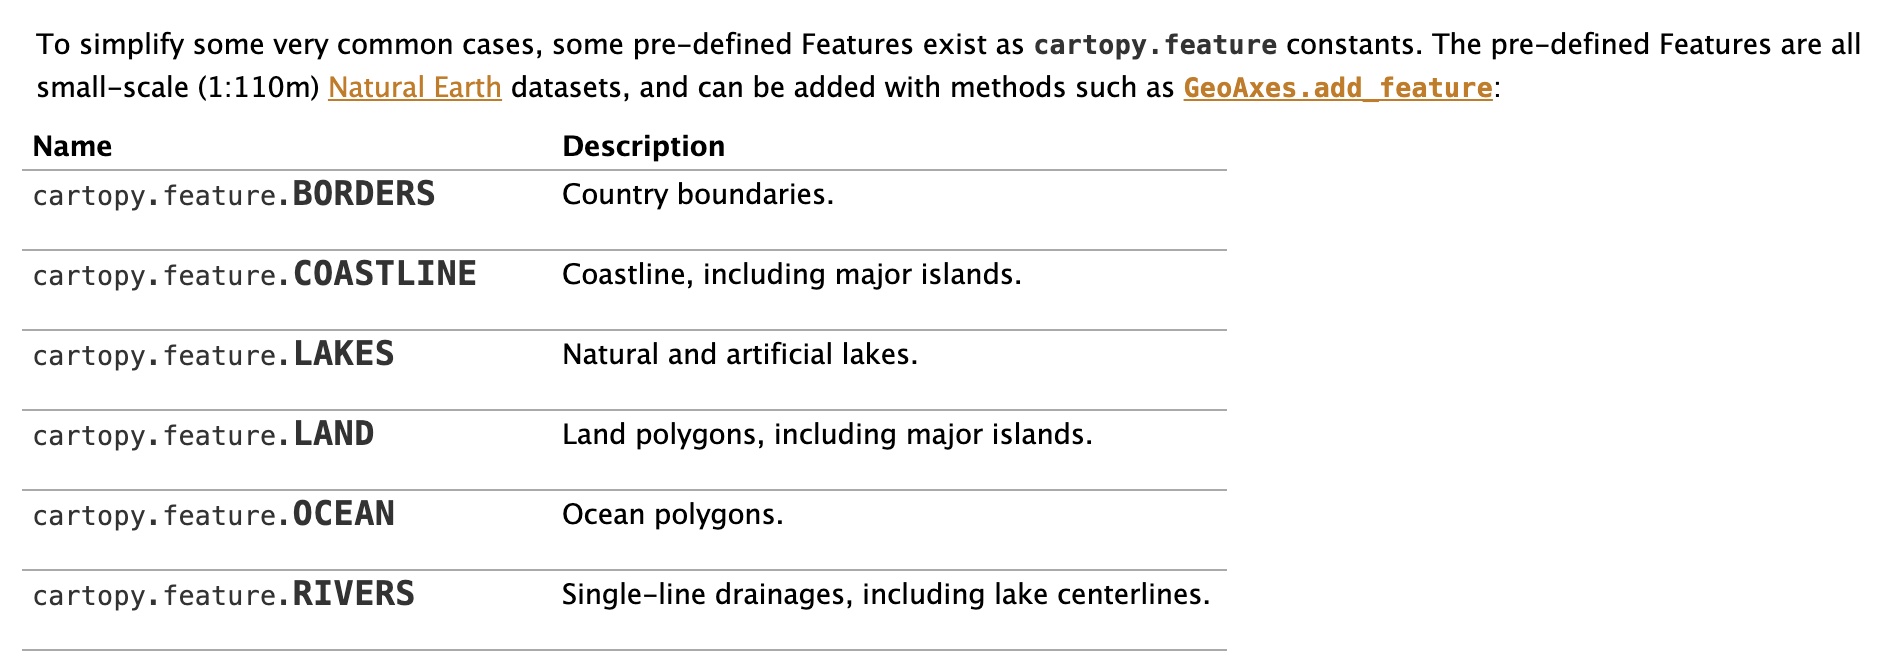 To simplify some very common cases, some pre-defined Features exist as cartopy.feature constants. The pre-defined Features are all
small-scale (1:110m) Natural Earth datasets, and can be added with methods such as GeoAxes.add_feature:
Name Description
cartopy.feature.BORDERS Country boundaries.
cartopy.feature.COASTLINE Coastline, including major islands.
cartopy.feature.LAKES Natural and artificial lakes.
cartopy.feature.LAND Land polygons, including major islands.
cartopy.feature.OCEAN Ocean polygons.
cartopy.feature.RIVERS Single-line drainages, including lake centerlines.